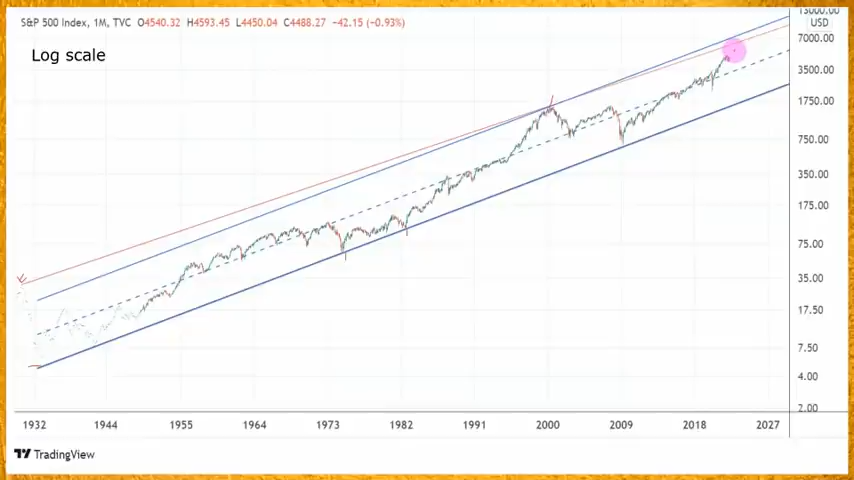 S&P 500 Index, 1M, TVC O4540.32 H4593.45 L4450.04 C4488.27 -42.15 (-0.93%)
13000.00
USD
Log scale
7000.00
3500.00
1750.00
750.00
350.00
175.00
75.00
35.00
17.50
7.50
4.00
2.00
1932 1944 1955 1964 1973 1982 1991 2000 2009 2018 2027
TradingView